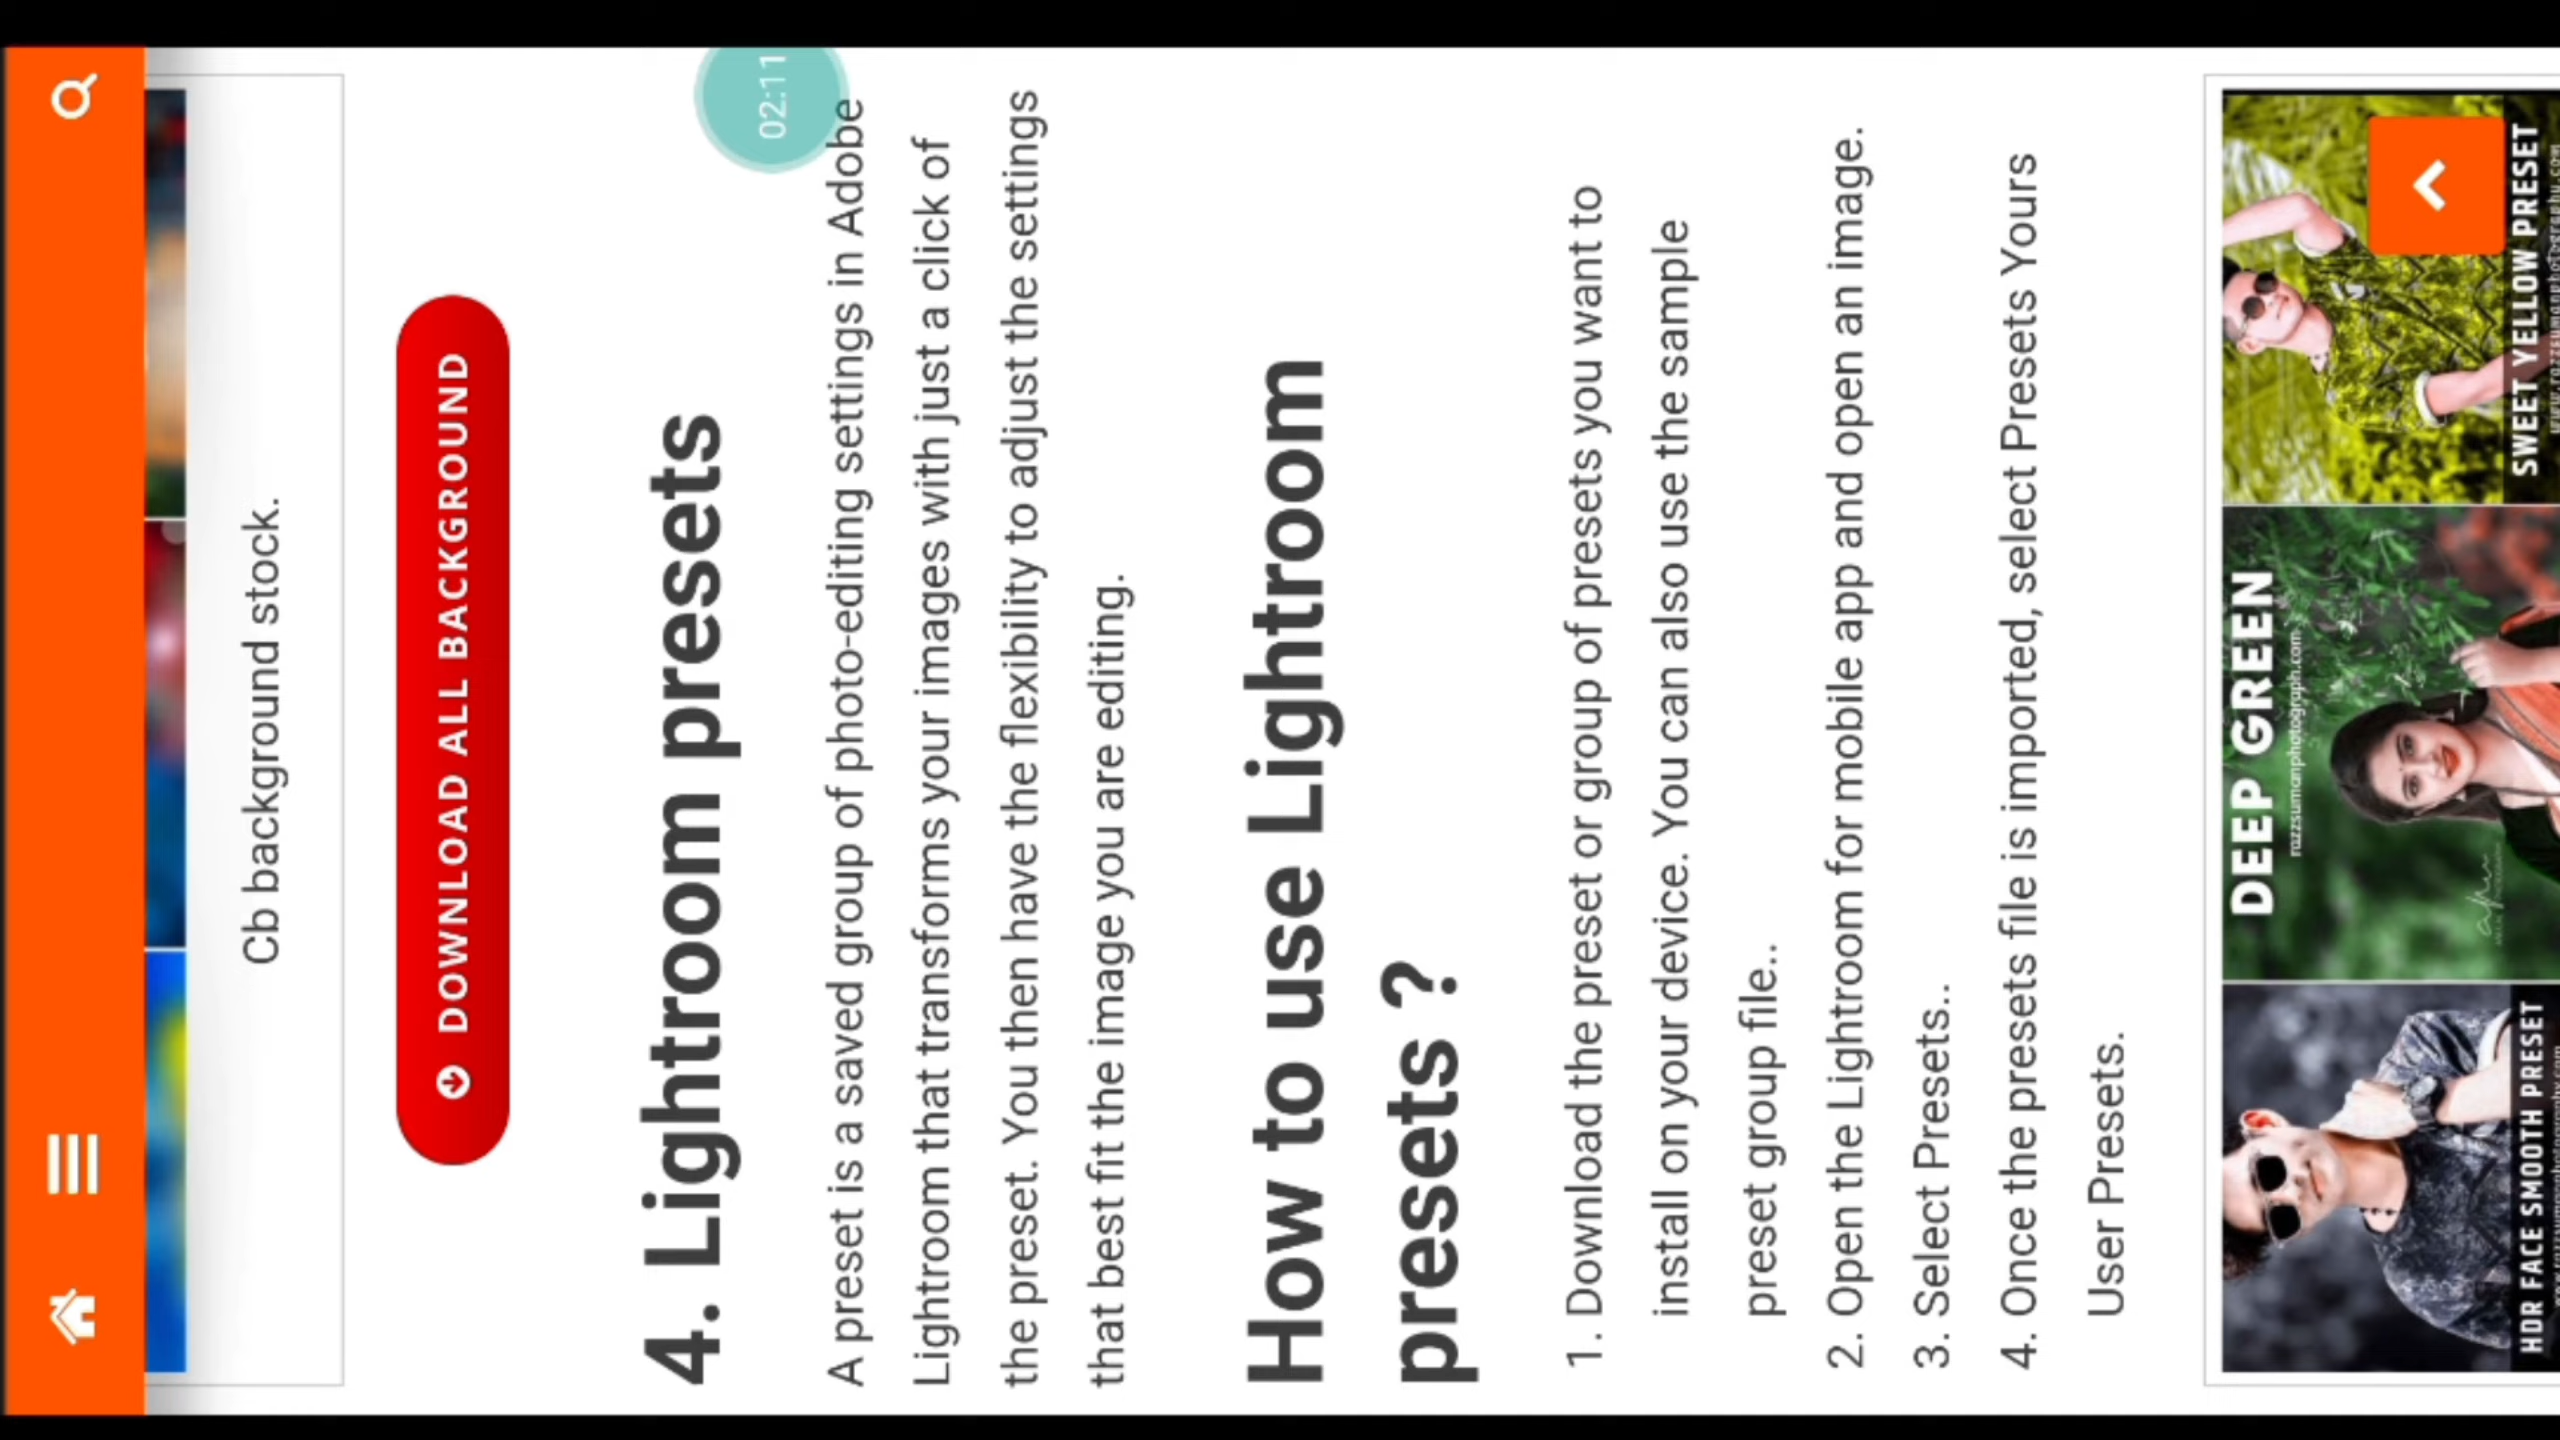 Cb background stock.
DOWNLOAD ALL BACKGROUND
02:11
4. Lightroom presets
A preset is a saved group of photo-editing settings in Adobe
Lightroom that transforms your images with just a click of
the preset. You then have the flexibility to adjust the settings
that best fit the image you are editing.
How to use Lightroom
presets ?
1. Download the preset or group of presets you want to
install on your device. You can also use the sample
preset group file..
2. Open the Lightroom for mobile app and open an image.
3. Select Presets..
4. Once the presets file is imported, select Presets Yours
User Presets.
HDR FACE SMOOTH PRESET
DEEP GREEN
razzsumanphotograph.com
SWEET YELLOW PRESET